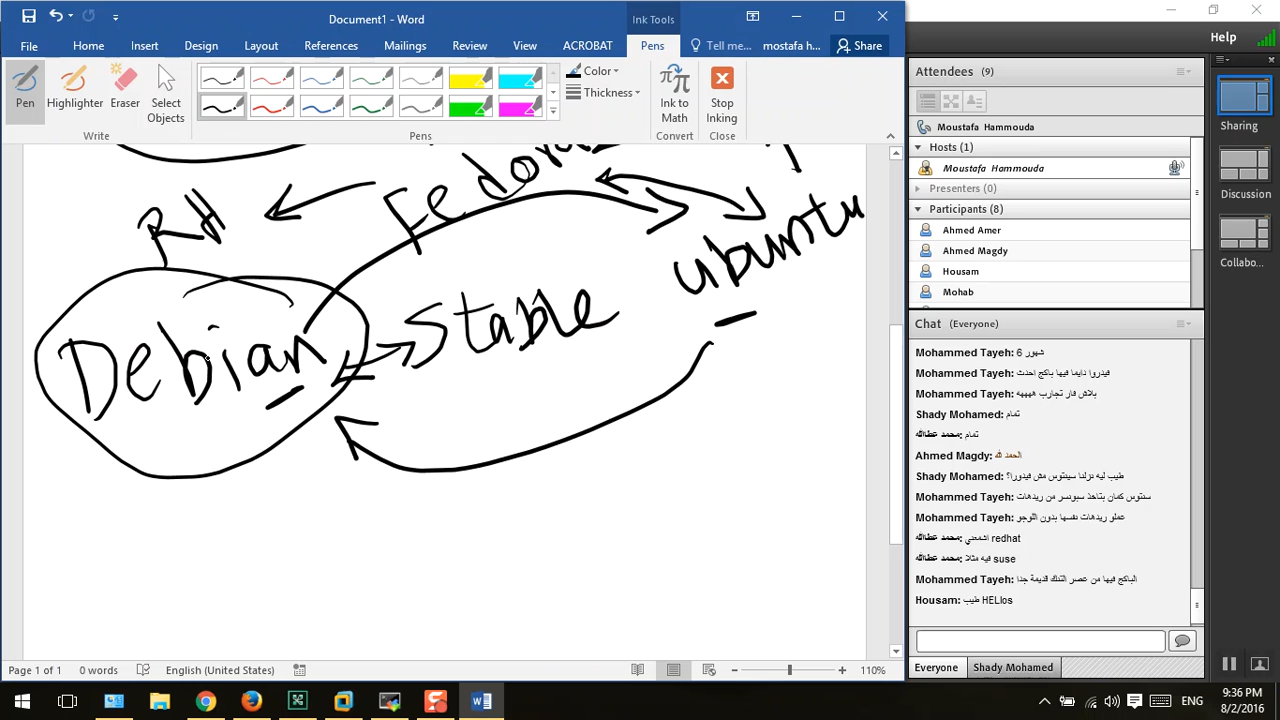 Document1 - Word
Ink Tools
File
Home
Insert
Design
Layout
References
Mailings
Review
View
ACROBAT
Pens
Tell me...
mostafa h...
Share
Pen
Highlighter
Eraser
Select Objects
Color
Thickness
Ink to Math
Stop Inking
Write
Pens
Convert
Close
Fedora
RH
ubuntu
Debian
Stable
Page 1 of 1
0 words
English (United States)
110%
Help
Attendees (9)
Moustafa Hammouda
Hosts (1)
Moustafa Hammouda
Presenters (0)
Participants (8)
Ahmed Amer
Ahmed Magdy
Housam
Mohab
Chat (Everyone)
Mohammed Tayeh: 6 شهور
Mohammed Tayeh: فيدروا دايما فيها باكج احدث
Mohammed Tayeh: بلاش فار تجارب هههه
Shady Mohamed: تمام
محمد عطاالله: تمام
Ahmed Magdy: الحمد لله
Shady Mohamed: طيب ليه نزلنا سينتوس مش فيدورا؟
Mohammed Tayeh: سنتوس كمان بتاخذ سبونسر من ريدهات
Mohammed Tayeh: عملو ريدهات نفسها بدون اللوجو
محمد عطاالله: اشمعني redhat
محمد عطاالله: فيه مثلا suse
Mohammed Tayeh: الباكج فيها من عصر التنك قديمة جدا
Housam: طيب HELlos
Everyone
Shady Mohamed
Sharing
Discussion
Collabo...
ENG
9:36 PM
8/2/2016